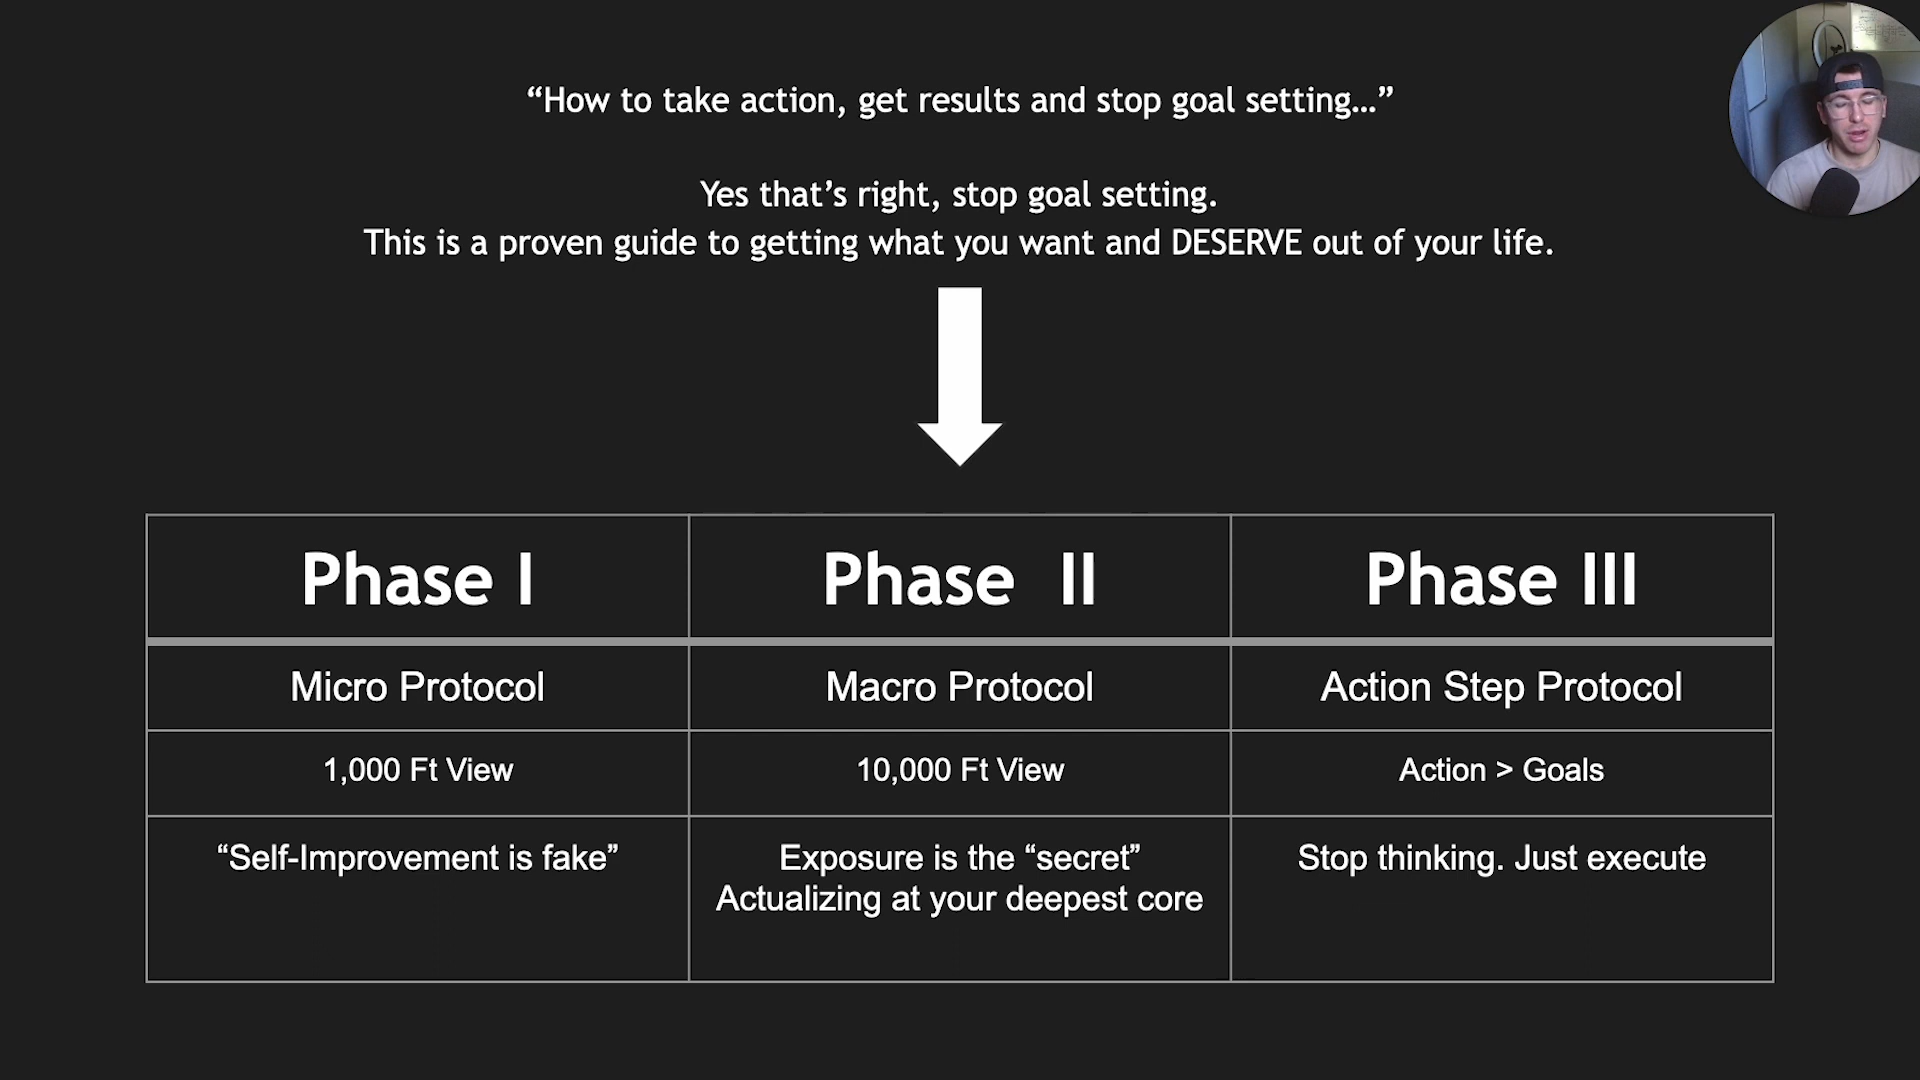 “How to take action, get results and stop goal setting...”
Yes that’s right, stop goal setting.
This is a proven guide to getting what you want and DESERVE out of your life.
Phase I
Phase II
Phase III
Micro Protocol
Macro Protocol
Action Step Protocol
1,000 Ft View
10,000 Ft View
Action > Goals
“Self-Improvement is fake”
Exposure is the “secret”
Actualizing at your deepest core
Stop thinking. Just execute